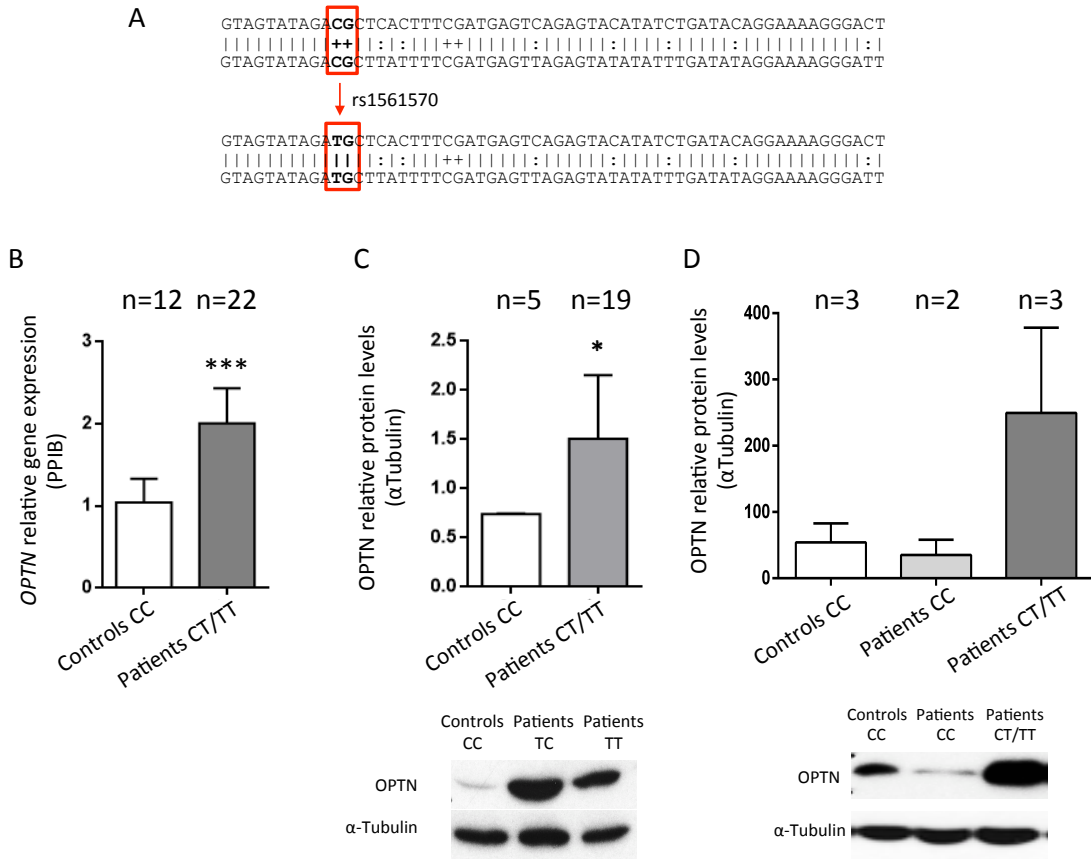 A
GTAGTATAGACGCTCACTTTCGATGAGTCAGAGTACATATCTGATACAGGAAAAGGGACT
||||||||||++||:|:|||++||||||:||||||:||||:|||||:|||||||||||:|
GTAGTATAGACGCTTATTTTCGATGAGTTAGAGTATATATTTGATATAGGAAAAGGGATT
rs1561570
GTAGTATAGATGCTCACTTTCGATGAGTCAGAGTACATATCTGATACAGGAAAAGGGACT
||||||||||||||:|:|||++||||||:||||||:||||:|||||:|||||||||||:|
GTAGTATAGATGCTTATTTTCGATGAGTTAGAGTATATATTTGATATAGGAAAAGGGATT
B
n=12 n=22
OPTN relative gene expression
(PPIB)
3
2
1
0
***
Controls CC
Patients CT/TT
C
n=5 n=19
OPTN relative protein levels
(αTubulin)
2.5
2.0
1.5
1.0
0.5
0.0
*
Controls CC
Patients CT/TT
Controls Patients Patients
CC TC TT
OPTN
α-Tubulin
D
n=3 n=2 n=3
OPTN relative protein levels
(αTubulin)
400
300
200
100
0
Controls CC
Patients CC
Patients CT/TT
Controls Patients Patients
CC CC CT/TT
OPTN
α-Tubulin